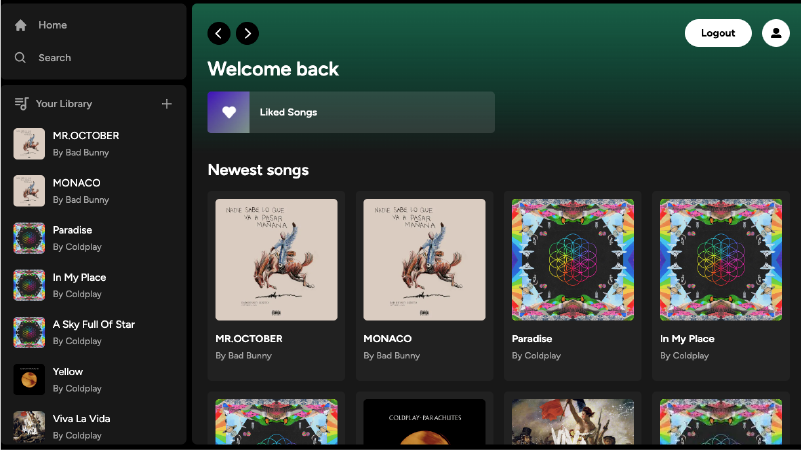 Home
Search
Your Library
MR.OCTOBER
By Bad Bunny
MONACO
By Bad Bunny
Paradise
By Coldplay
In My Place
By Coldplay
A Sky Full Of Star
By Coldplay
Yellow
By Coldplay
Viva La Vida
By Coldplay
Logout
Welcome back
Liked Songs
Newest songs
NADIE SABE LO QUE
VA A PASAR
MAÑANA
MR.OCTOBER
By Bad Bunny
NADIE SABE LO QUE
VA A PASAR
MAÑANA
MONACO
By Bad Bunny
Paradise
By Coldplay
In My Place
By Coldplay
COLDPLAY·PARACHUTES